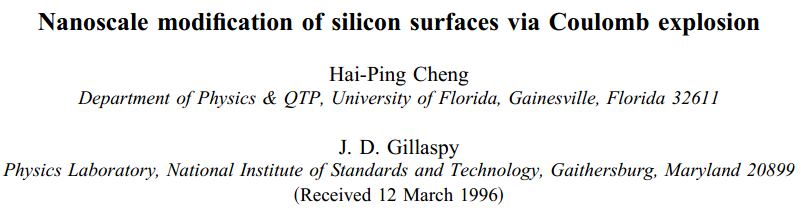 Nanoscale modification of silicon surfaces via Coulomb explosion
Hai-Ping Cheng
Department of Physics & QTP, University of Florida, Gainesville, Florida 32611
J. D. Gillaspy
Physics Laboratory, National Institute of Standards and Technology, Gaithersburg, Maryland 20899
(Received 12 March 1996)